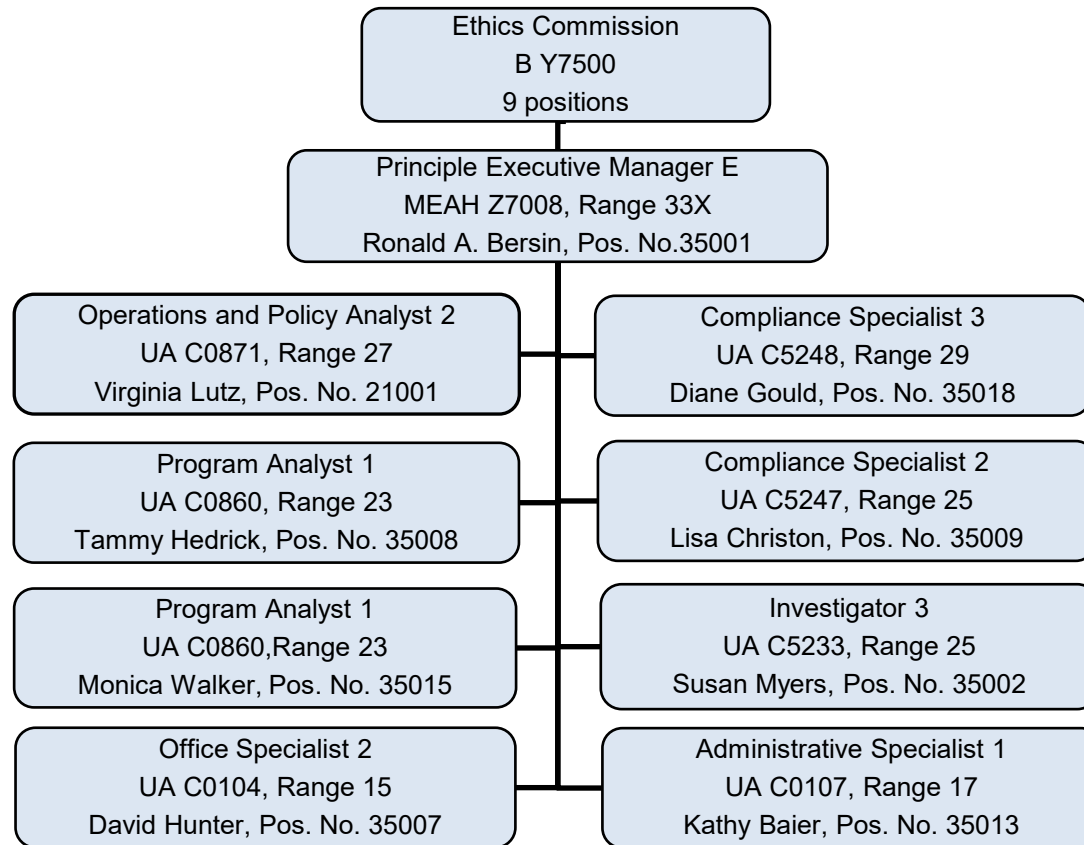 Ethics Commission
B Y7500
9 positions
Principle Executive Manager E
MEAH Z7008, Range 33X
Ronald A. Bersin, Pos. No.35001
Operations and Policy Analyst 2
UA C0871, Range 27
Virginia Lutz, Pos. No. 21001
Compliance Specialist 3
UA C5248, Range 29
Diane Gould, Pos. No. 35018
Program Analyst 1
UA C0860, Range 23
Tammy Hedrick, Pos. No. 35008
Compliance Specialist 2
UA C5247, Range 25
Lisa Christon, Pos. No. 35009
Program Analyst 1
UA C0860,Range 23
Monica Walker, Pos. No. 35015
Investigator 3
UA C5233, Range 25
Susan Myers, Pos. No. 35002
Office Specialist 2
UA C0104, Range 15
David Hunter, Pos. No. 35007
Administrative Specialist 1
UA C0107, Range 17
Kathy Baier, Pos. No. 35013